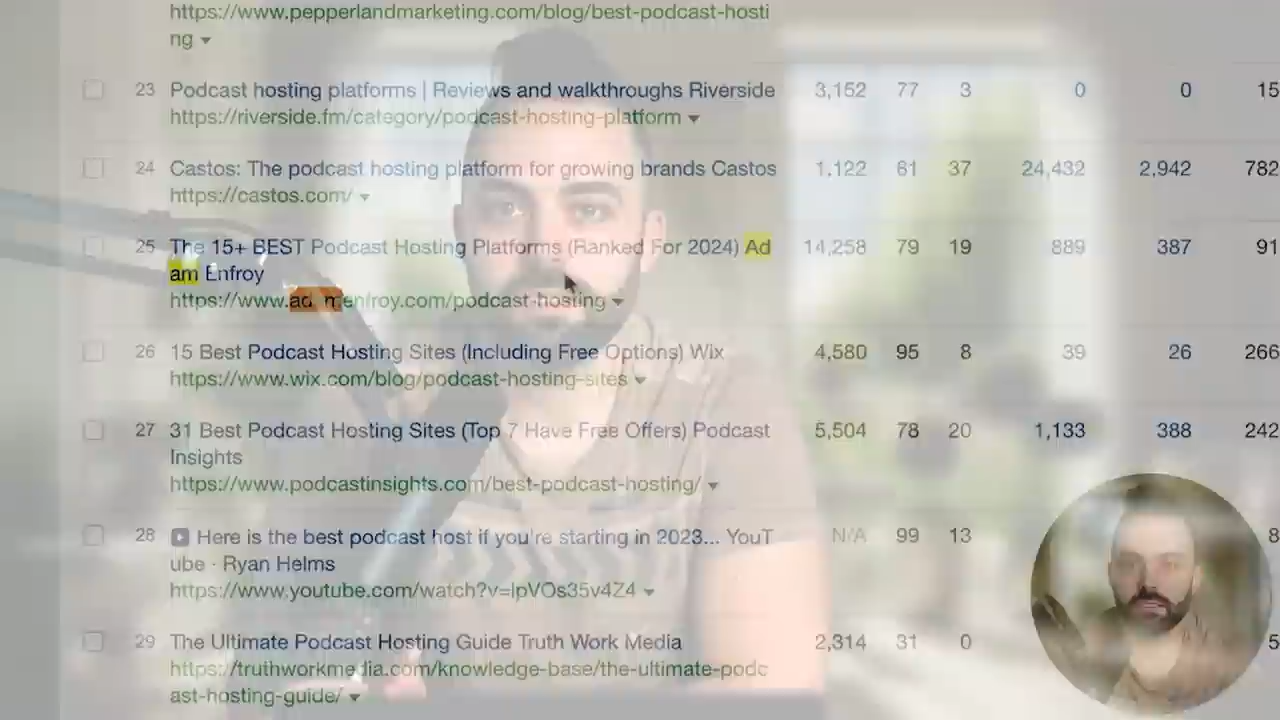 https://www.pepperlandmarketing.com/blog/best-podcast-hosti
ng
23 Podcast hosting platforms | Reviews and walkthroughs Riverside 3,152 77 3 0 0 15
https://riverside.fm/category/podcast-hosting-platform
24 Castos: The podcast hosting platform for growing brands Castos 1,122 61 37 24,432 2,942 782
https://castos.com/
25 The 15+ BEST Podcast Hosting Platforms (Ranked For 2024) Ad 14,258 79 19 889 387 91
am Enfroy
https://www.adamenfroy.com/podcast-hosting
26 15 Best Podcast Hosting Sites (Including Free Options) Wix 4,580 95 8 39 26 266
https://www.wix.com/blog/podcast-hosting-sites
27 31 Best Podcast Hosting Sites (Top 7 Have Free Offers) Podcast 5,504 78 20 1,133 388 242
Insights
https://www.podcastinsights.com/best-podcast-hosting/
28 Here is the best podcast host if you're starting in 2023... YouT N/A 99 13 8
ube · Ryan Helms
https://www.youtube.com/watch?v=lpVOs35v4Z4
29 The Ultimate Podcast Hosting Guide Truth Work Media 2,314 31 0 5
https://truthworkmedia.com/knowledge-base/the-ultimate-podc
ast-hosting-guide/